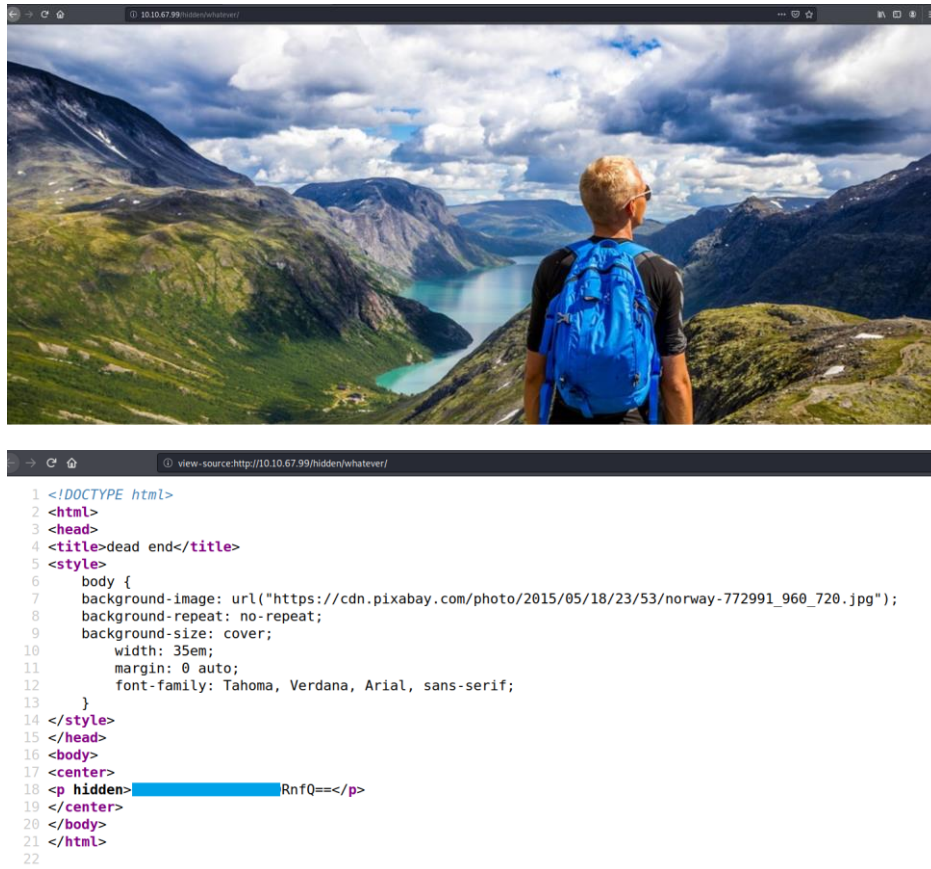 10.10.67.99/hidden/whatever/
view-source:http://10.10.67.99/hidden/whatever/
1 <!DOCTYPE html>
2 <html>
3 <head>
4 <title>dead end</title>
5 <style>
6     body {
7     background-image: url("https://cdn.pixabay.com/photo/2015/05/18/23/53/norway-772991_960_720.jpg");
8     background-repeat: no-repeat;
9     background-size: cover;
10         width: 35em;
11         margin: 0 auto;
12         font-family: Tahoma, Verdana, Arial, sans-serif;
13     }
14 </style>
15 </head>
16 <body>
17 <center>
18 <p hidden>RnfQ==</p>
19 </center>
20 </body>
21 </html>
22